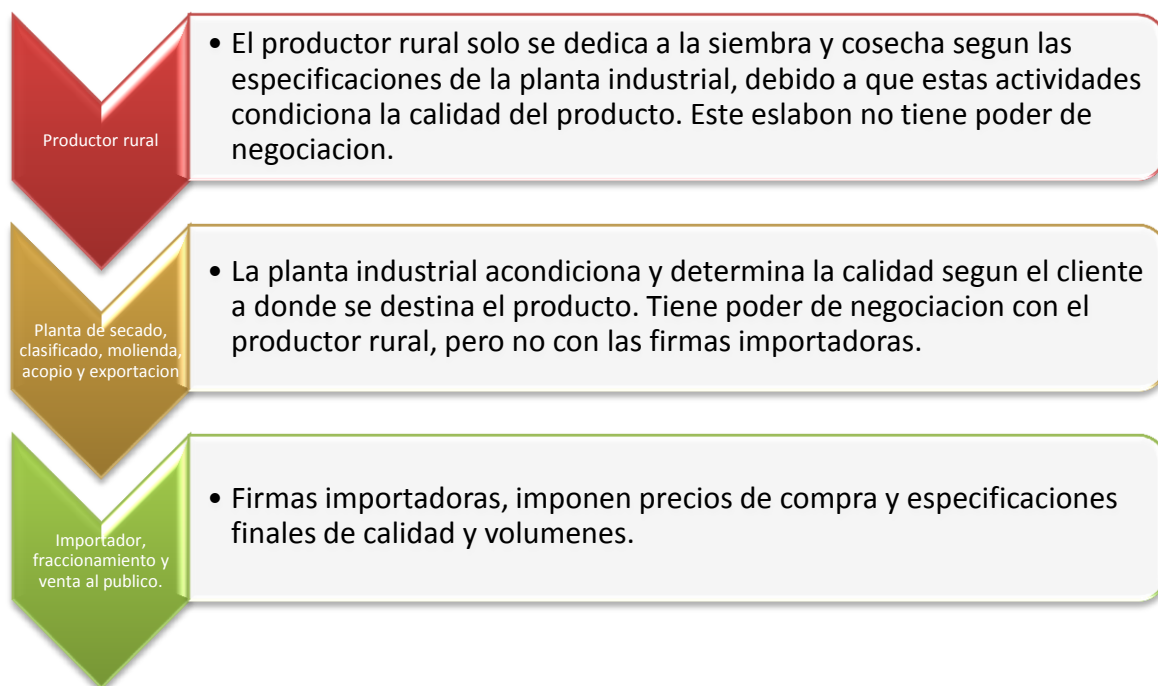 Productor rural
• El productor rural solo se dedica a la siembra y cosecha segun las
especificaciones de la planta industrial, debido a que estas actividades
condiciona la calidad del producto. Este eslabon no tiene poder de
negociacion.
Planta de secado,
clasificado, molienda,
acopio y exportacion
• La planta industrial acondiciona y determina la calidad segun el cliente
a donde se destina el producto. Tiene poder de negociacion con el
productor rural, pero no con las firmas importadoras.
Importador,
fraccionamiento y
venta al publico.
• Firmas importadoras, imponen precios de compra y especificaciones
finales de calidad y volumenes.